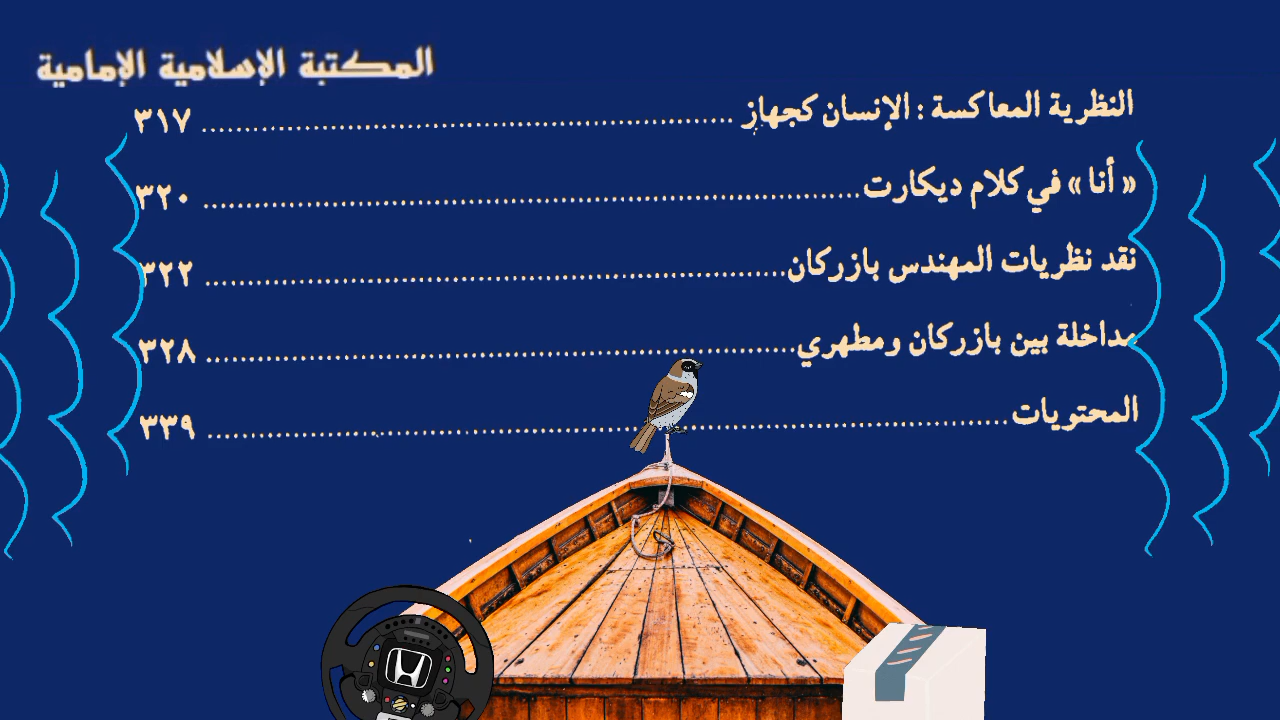 المكتبة الإسلامية الإمامية
النظرية المعاكسة : الإنسان كجهاز ٣١٧
« أنا » في كلام ديكارت ٣٢٠
نقد نظريات المهندس بازركان ٣٢٢
مداخلة بين بازركان ومطهري ٣٢٨
المحتويات ٣٣٩